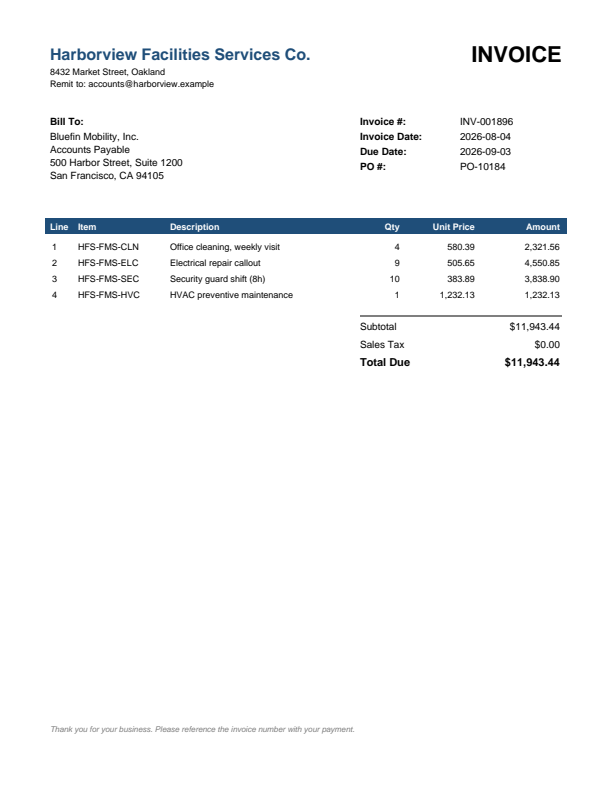 Harborview Facilities Services Co.
INVOICE
8432 Market Street, Oakland
Remit to: accounts@harborview.example
Bill To:
Bluefin Mobility, Inc.
Accounts Payable
500 Harbor Street, Suite 1200
San Francisco, CA 94105
Invoice #: INV-001896
Invoice Date: 2026-08-04
Due Date: 2026-09-03
PO #: PO-10184
Line Item Description Qty Unit Price Amount
1 HFS-FMS-CLN Office cleaning, weekly visit 4 580.39 2,321.56
2 HFS-FMS-ELC Electrical repair callout 9 505.65 4,550.85
3 HFS-FMS-SEC Security guard shift (8h) 10 383.89 3,838.90
4 HFS-FMS-HVC HVAC preventive maintenance 1 1,232.13 1,232.13
Subtotal $11,943.44
Sales Tax $0.00
Total Due $11,943.44
Thank you for your business. Please reference the invoice number with your payment.